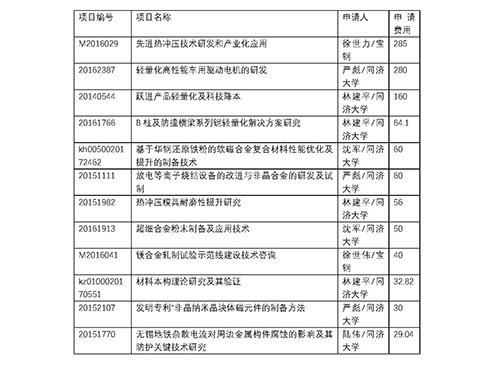 项目编号 项目名称 申请人 申 请
费用
M2016029 先进热冲压技术研发和产业化应用 徐世力/宝 285
钢
20162387 轻量化高性能车用驱动电机的研发 严彪/同济 280
大学
20140544 跃进产品轻量化及科技降本 林建平/同 160
济大学
20161766 B 柱及防撞横梁系列铝轻量化解决方案研究 林建平/同 64.1
济大学
kh00500201 基于华钢还原铁粉的软磁合金复合材料性能优化及 沈军/同济 60
72462 提升的制备技术 大学
20151111 放电等离子烧结设备的改进与非晶合金的研发及试 严彪/同济 60
制 大学
20151982 热冲压模具耐磨性提升研究 林建平/同 56
济大学
20161913 超细合金粉末制备及应用技术 沈军/同济 50
大学
M2016041 镁合金轧制试验示范线建设技术咨询 徐世伟/宝 40
钢
kz01000201 材料本构理论研究及其验证 林建平/同 32.82
70551 济大学
20152107 发明专利“非晶纳米晶块体磁元件的制备方法 严彪/同济 30
大学
20151770 无锡地铁杂散电流对周边金属构件腐蚀的影响及其 陆伟/同济 29.04
防护关键技术研究 大学